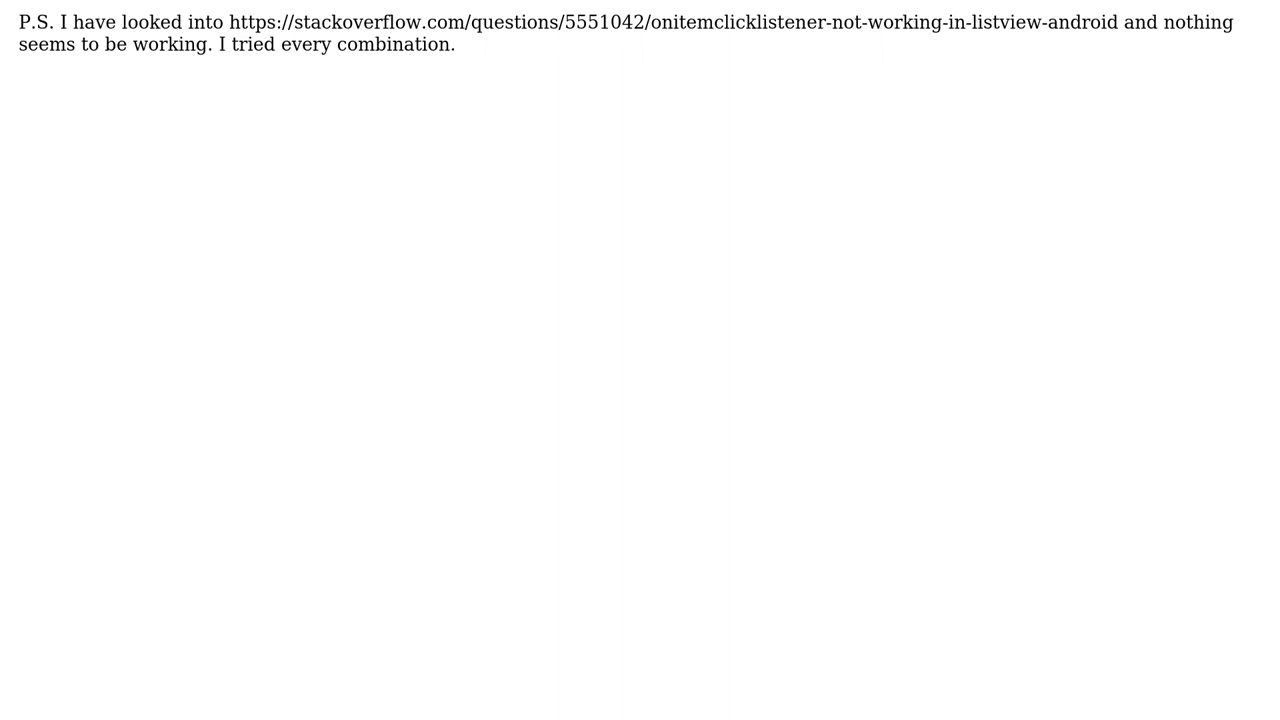 P.S. I have looked into https://stackoverflow.com/questions/5551042/onitemclicklistener-not-working-in-listview-android and nothing
seems to be working. I tried every combination.